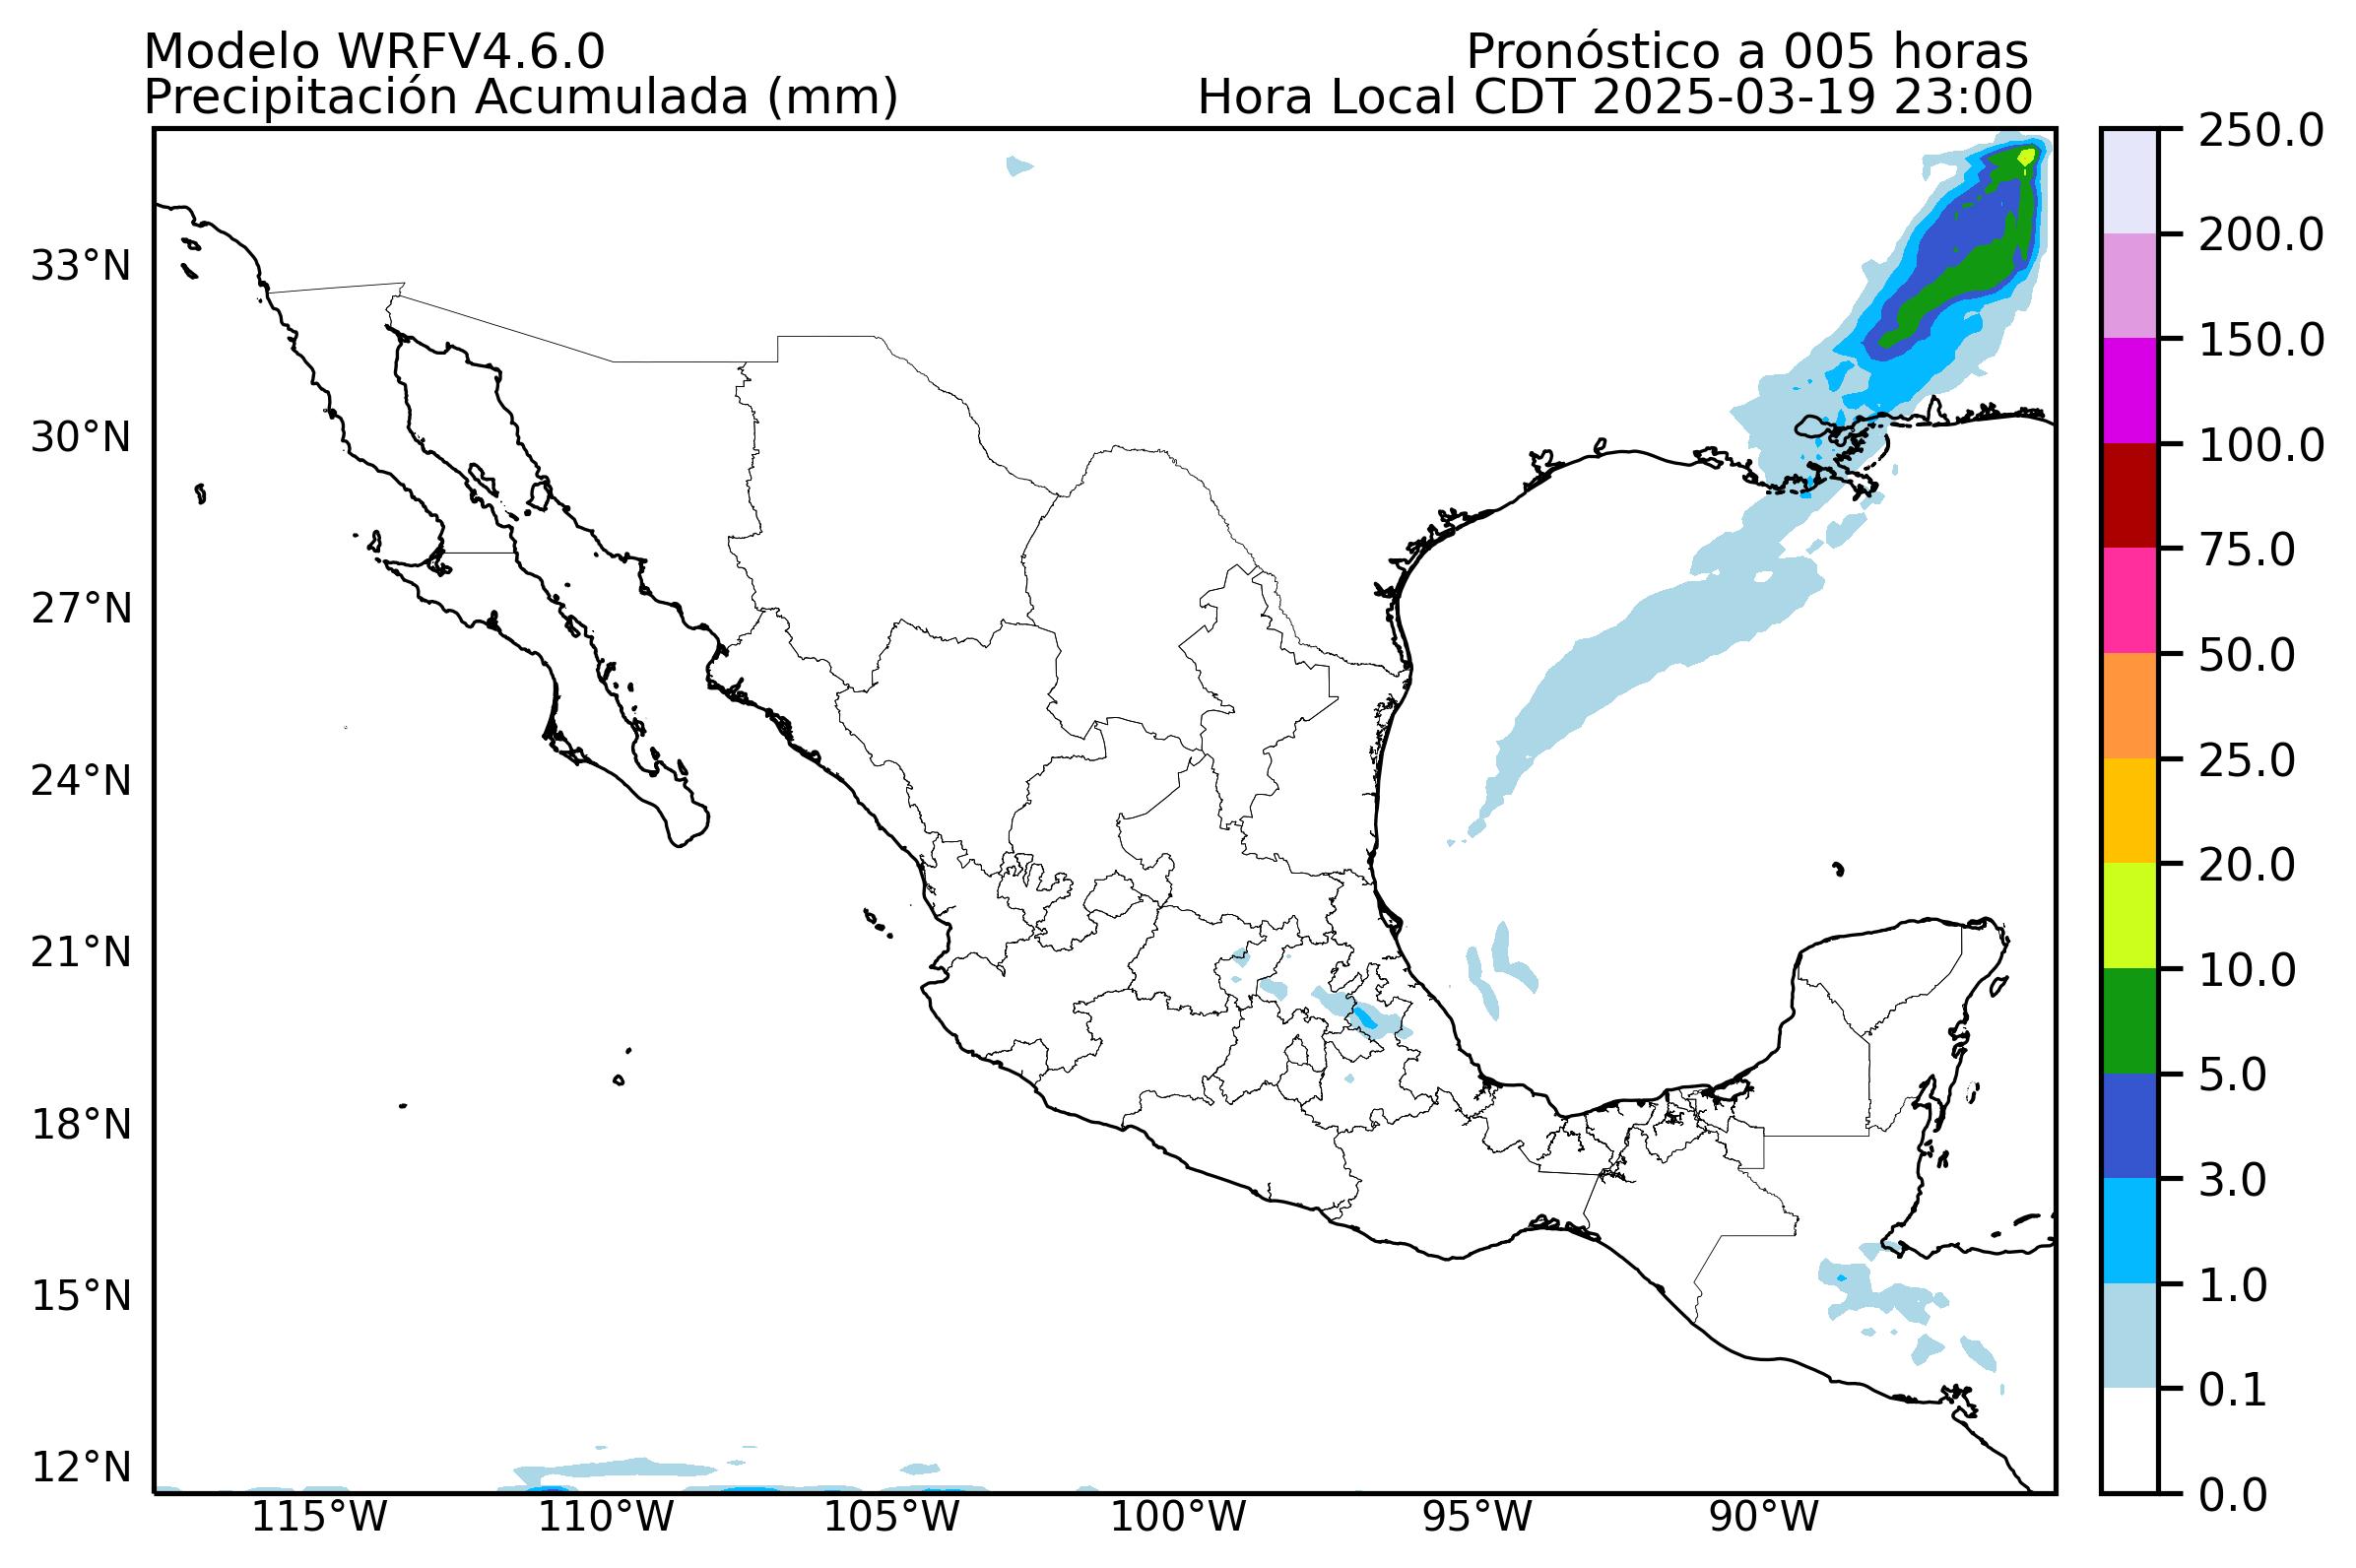 Modelo WRFV4.6.0
Pronóstico a 005 horas
Precipitación Acumulada (mm)
Hora Local CDT 2025-03-19 23:00
33°N
30°N
27°N
24°N
21°N
18°N
15°N
12°N
115°W
110°W
105°W
100°W
95°W
90°W
250.0
200.0
150.0
100.0
75.0
50.0
25.0
20.0
10.0
5.0
3.0
1.0
0.1
0.0